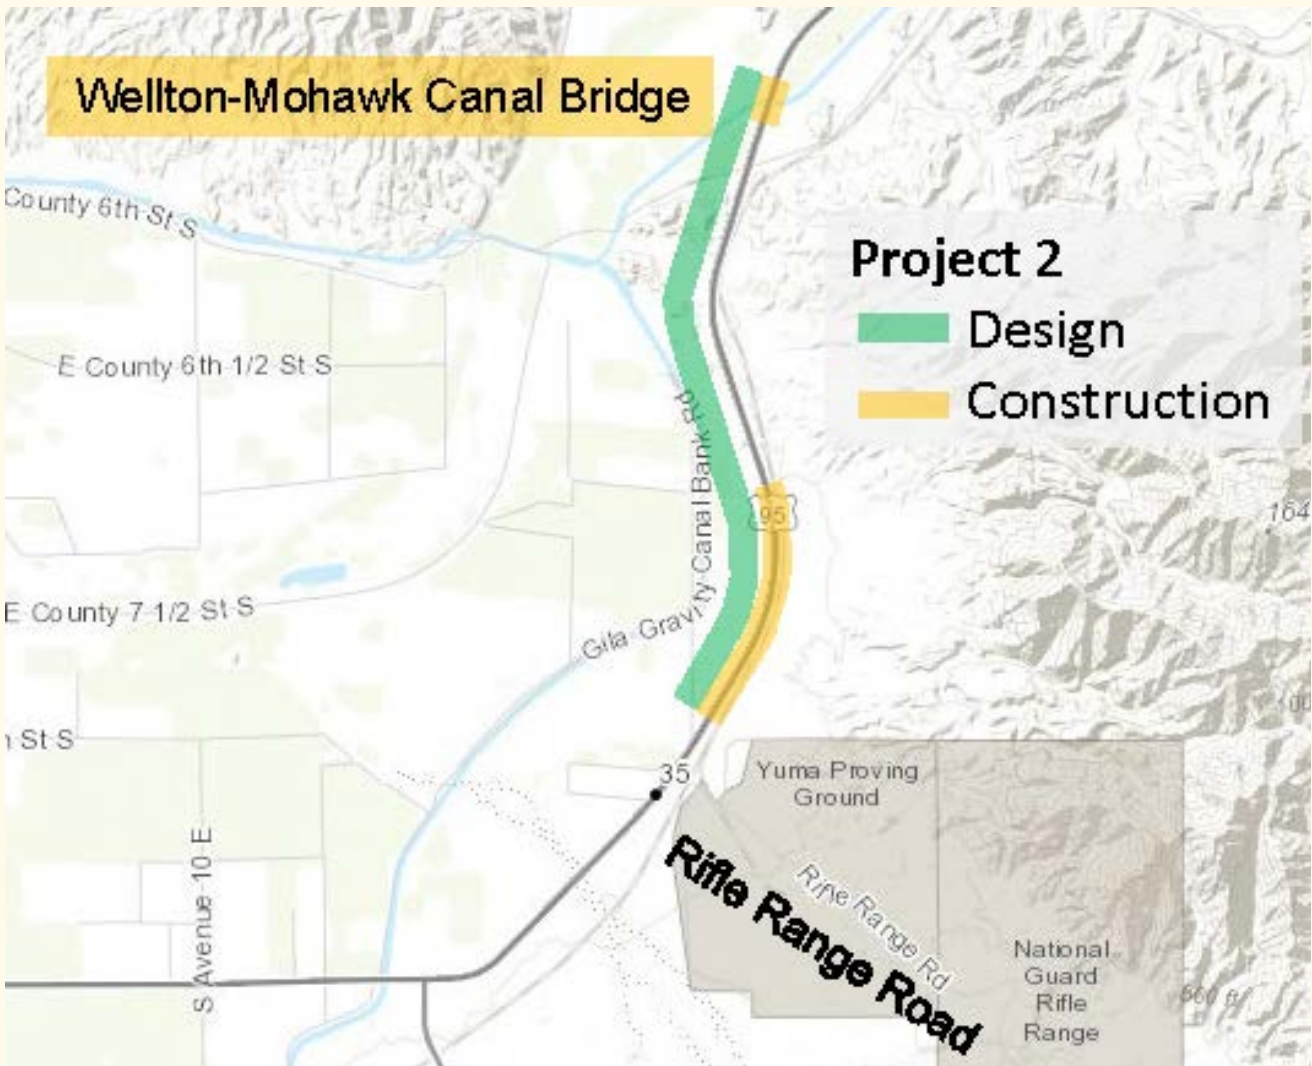 Wellton-Mohawk Canal Bridge
County 6th St S
Project 2
Design
Construction
E County 6th 1/2 St S
Gila Gravity Canal Bank Rd
95
E County 7 1/2 St S
St S
35
Yuma Proving
Ground
Rifle Range Road
Rifle Range Rd
S Avenue 10 E
National
Guard
Rifle
Range
660 ft